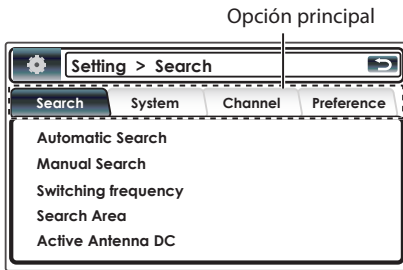 Opción principal
Setting > Search
Search System Channel Preference
Automatic Search
Manual Search
Switching frequency
Search Area
Active Antenna DC